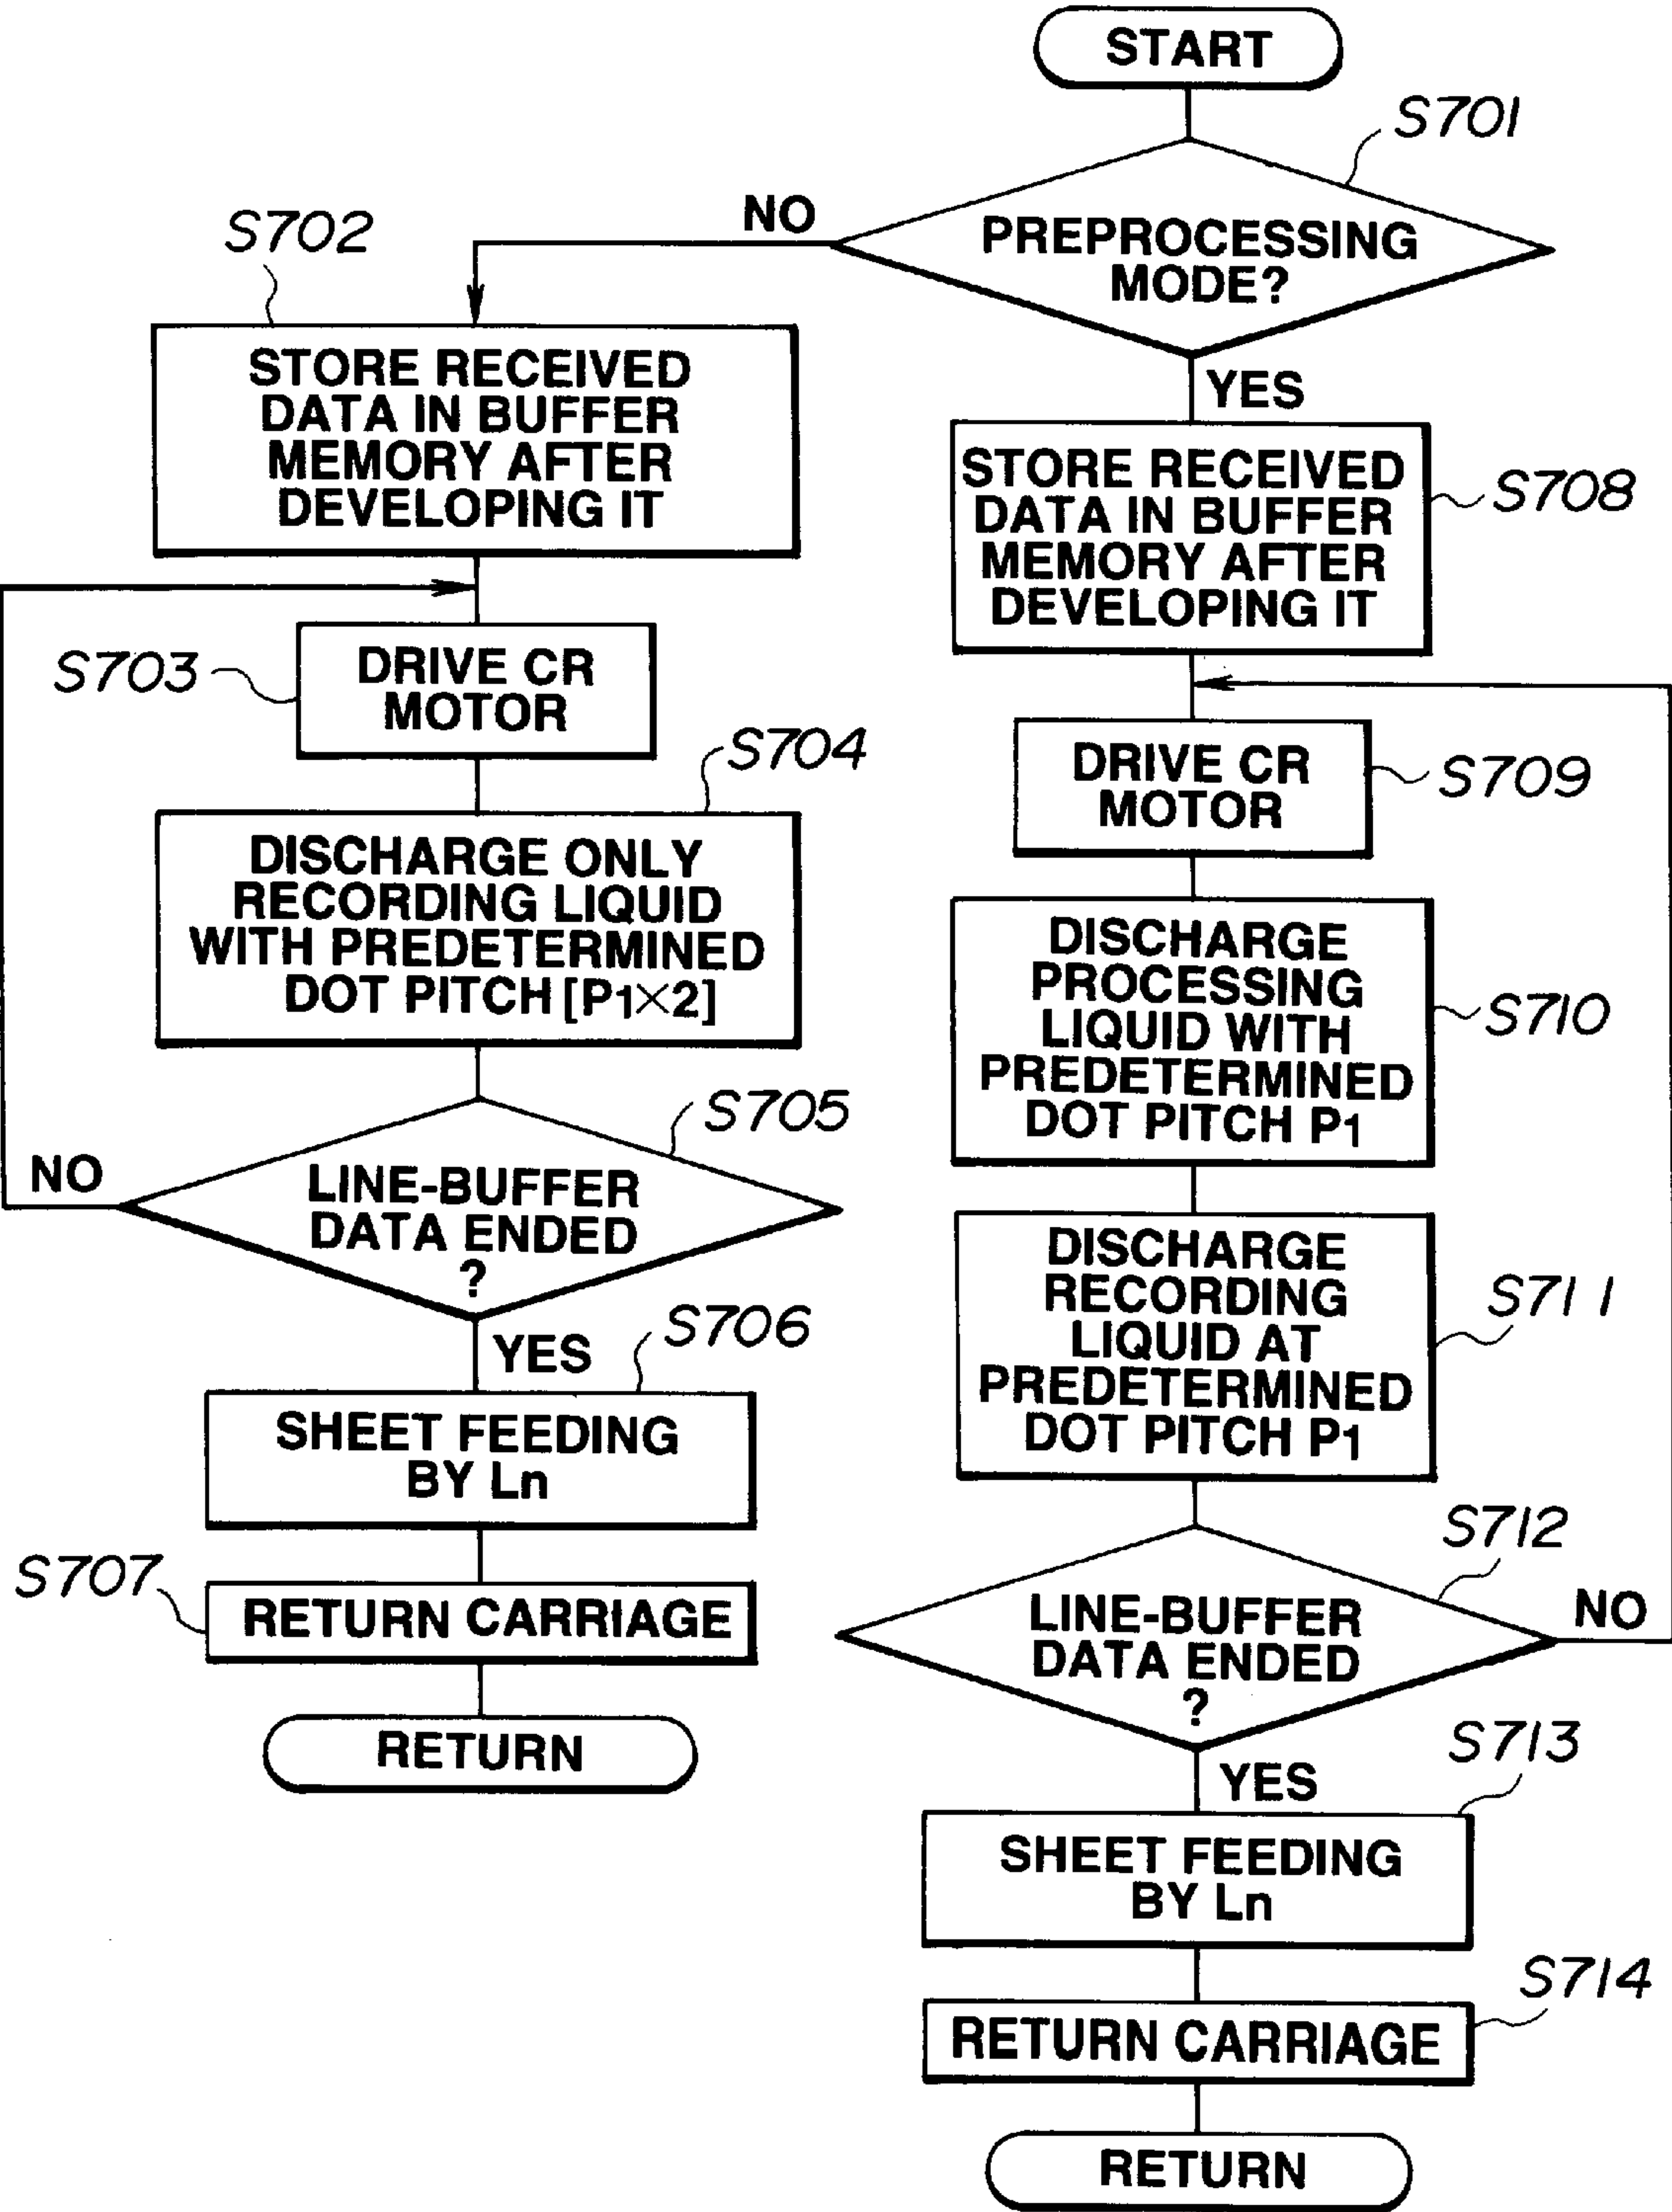 START
S701
PREPROCESSING
MODE?
NO
YES
S702
STORE RECEIVED
DATA IN BUFFER
MEMORY AFTER
DEVELOPING IT
S703
DRIVE CR
MOTOR
S704
DISCHARGE ONLY
RECORDING LIQUID
WITH PREDETERMINED
DOT PITCH [P1×2]
S705
NO
LINE-BUFFER
DATA ENDED
?
YES
S706
SHEET FEEDING
BY Ln
S707
RETURN CARRIAGE
RETURN
STORE RECEIVED
DATA IN BUFFER
MEMORY AFTER
DEVELOPING IT
S708
DRIVE CR
MOTOR
S709
DISCHARGE
PROCESSING
LIQUID WITH
PREDETERMINED
DOT PITCH P1
S710
DISCHARGE
RECORDING
LIQUID AT
PREDETERMINED
DOT PITCH P1
S711
S712
LINE-BUFFER
DATA ENDED
?
NO
YES
S713
SHEET FEEDING
BY Ln
S714
RETURN CARRIAGE
RETURN